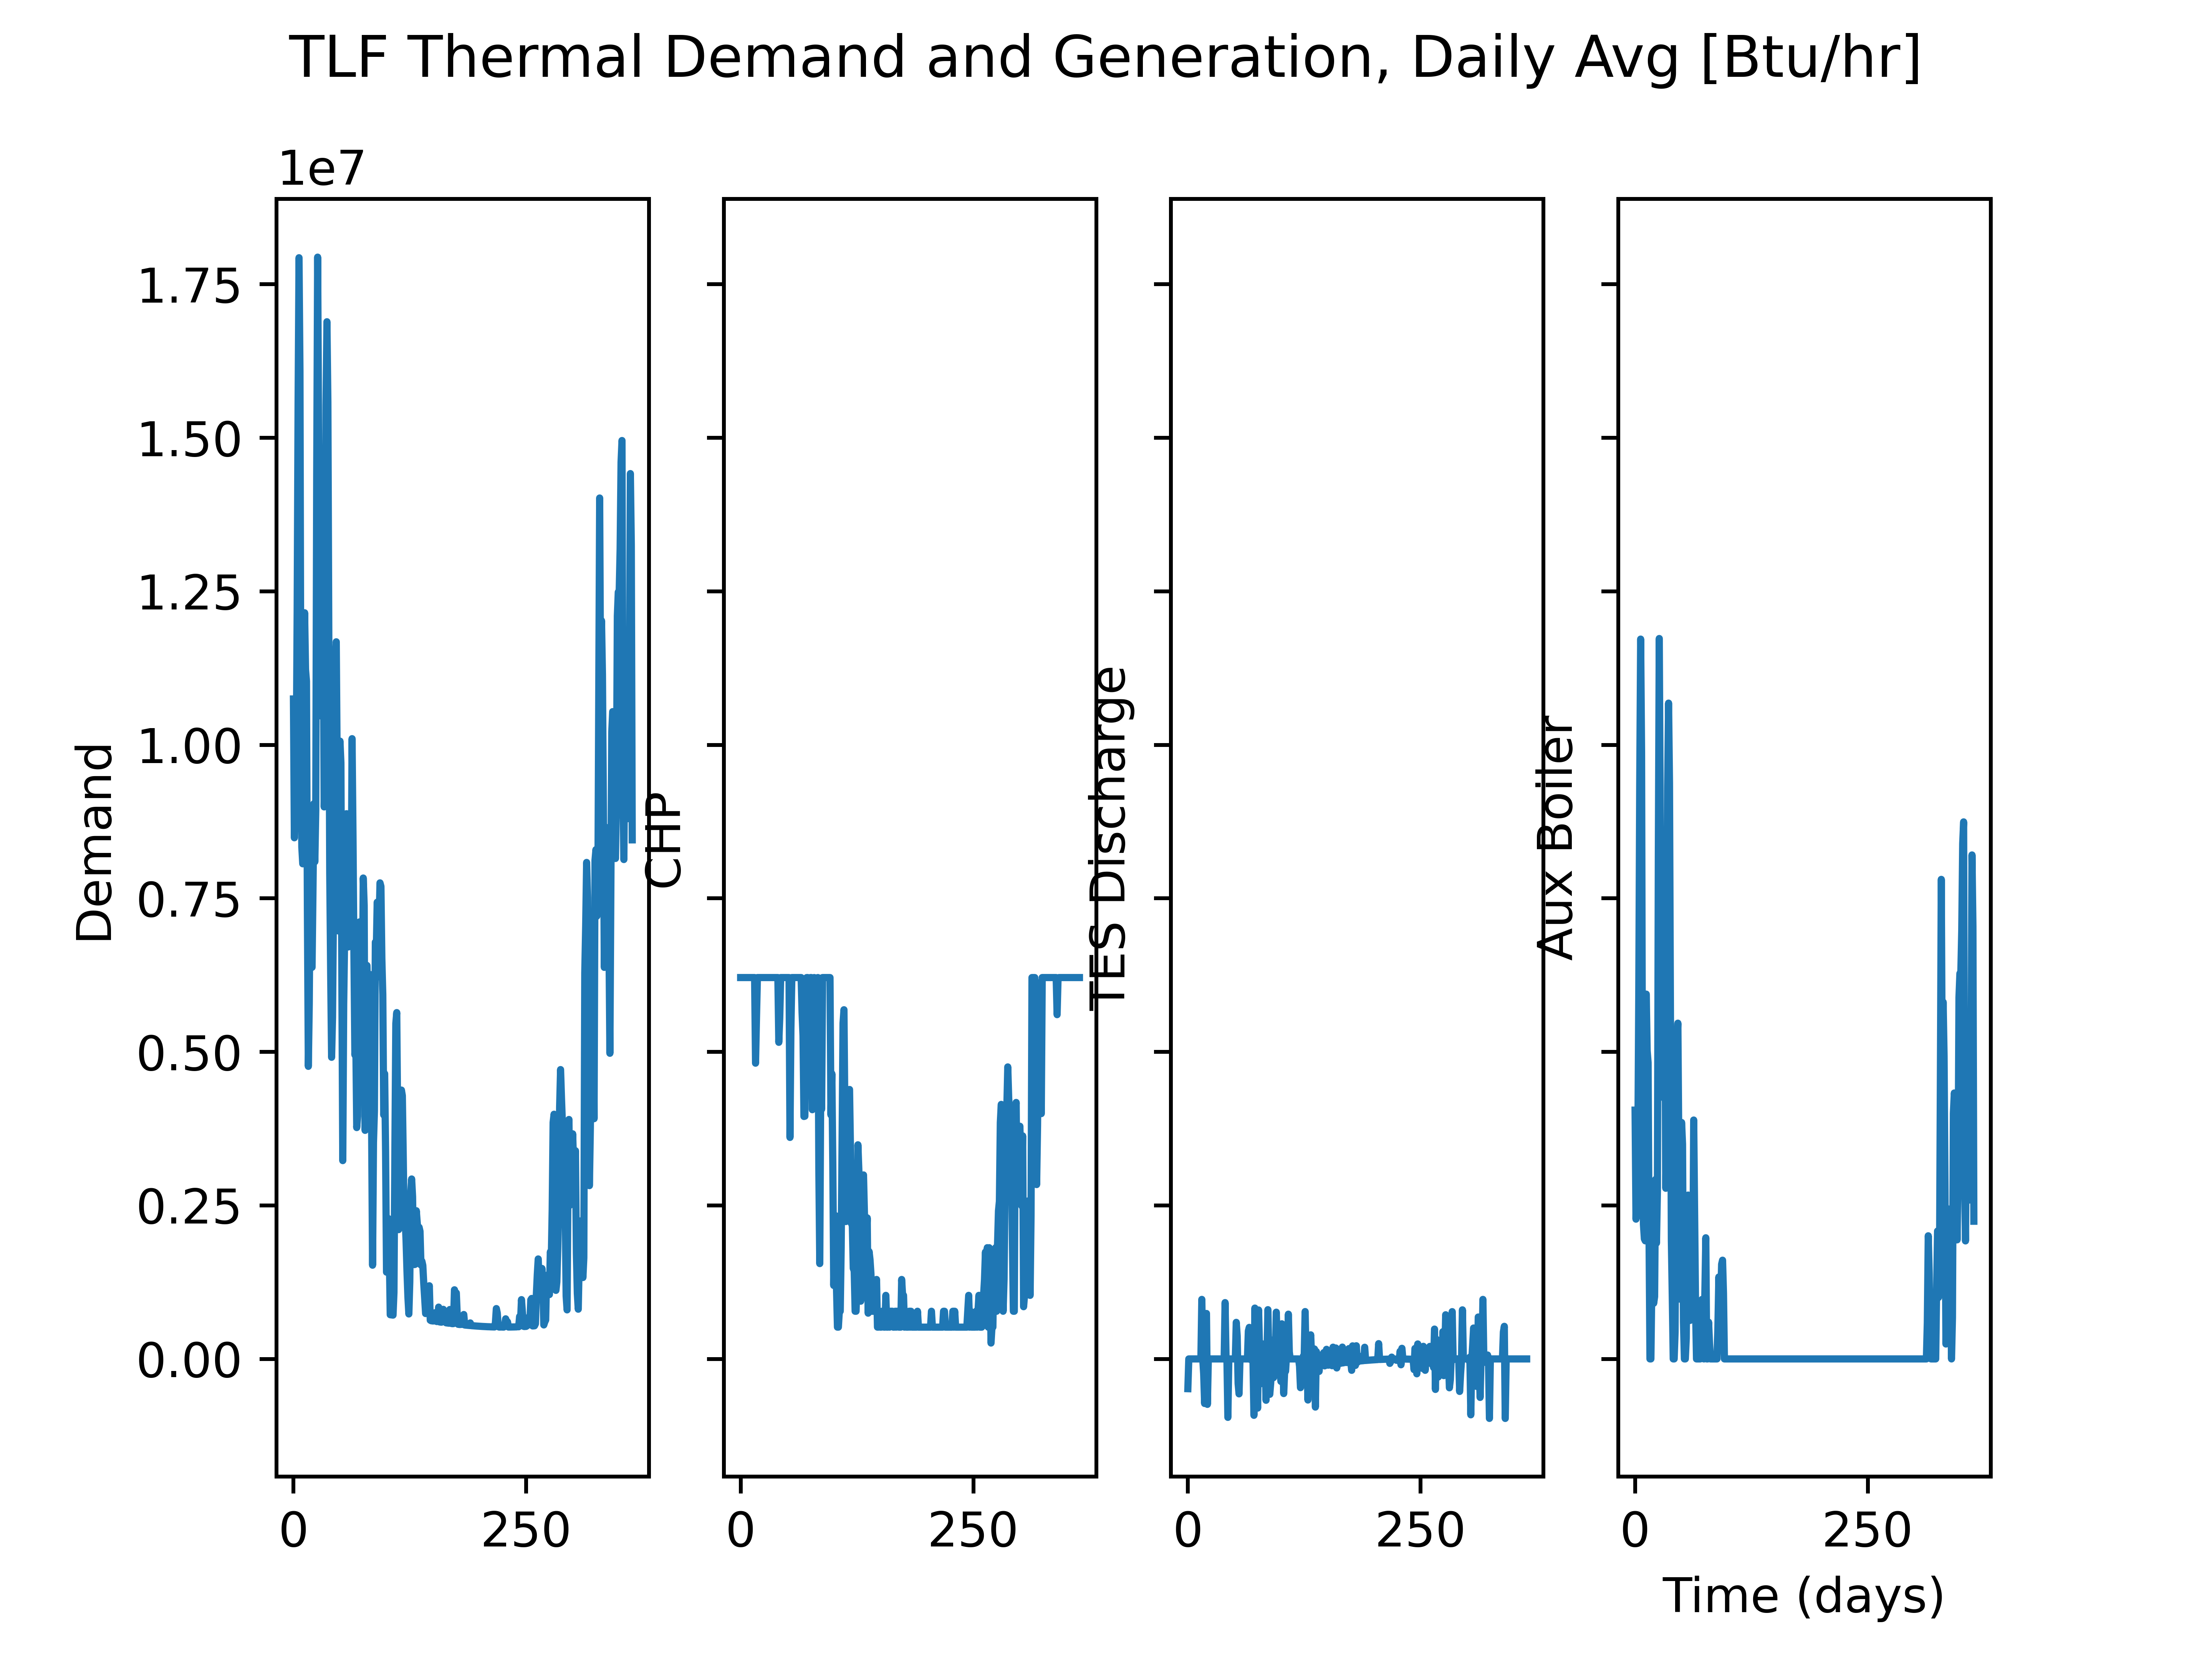 TLF Thermal Demand and Generation, Daily Avg [Btu/hr]
1e7
1.75
1.50
1.25
1.00
0.75
0.50
0.25
0.00
Demand
CHP
TES Discharge
Aux Boiler
0 250
0 250
0 250
0 250
Time (days)